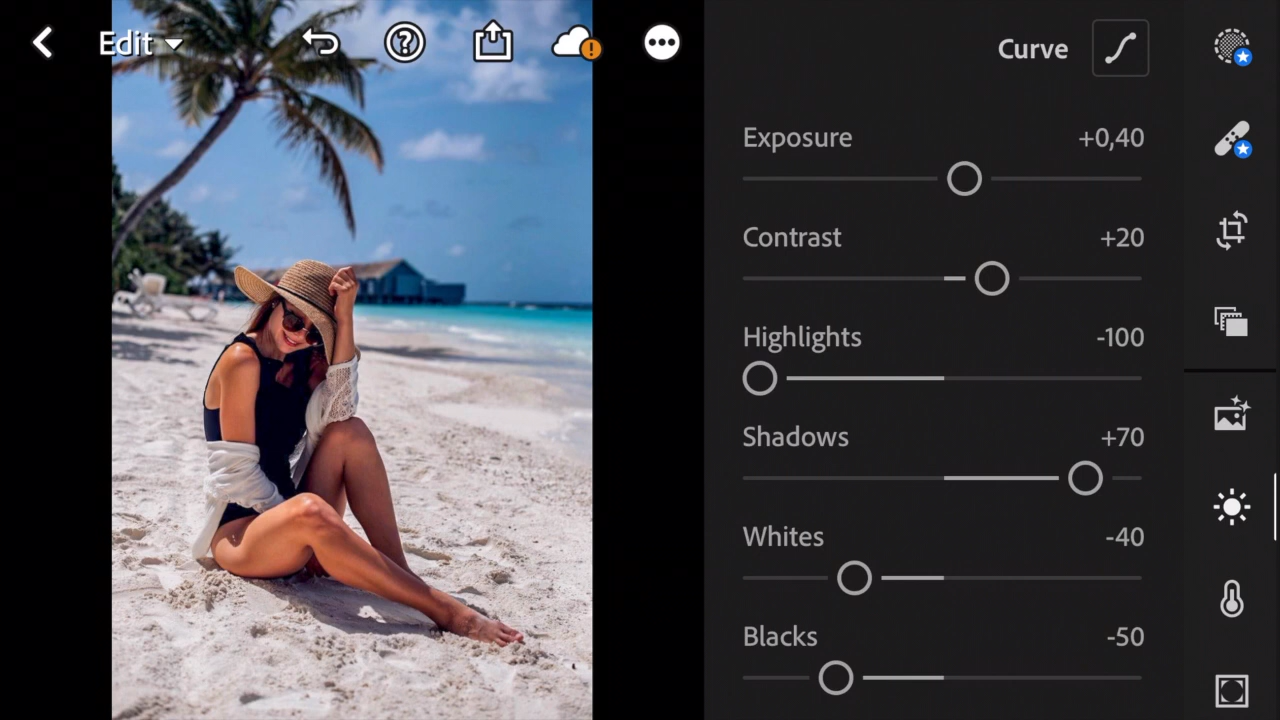 Edit
Curve
Exposure +0,40
Contrast +20
Highlights -100
Shadows +70
Whites -40
Blacks -50